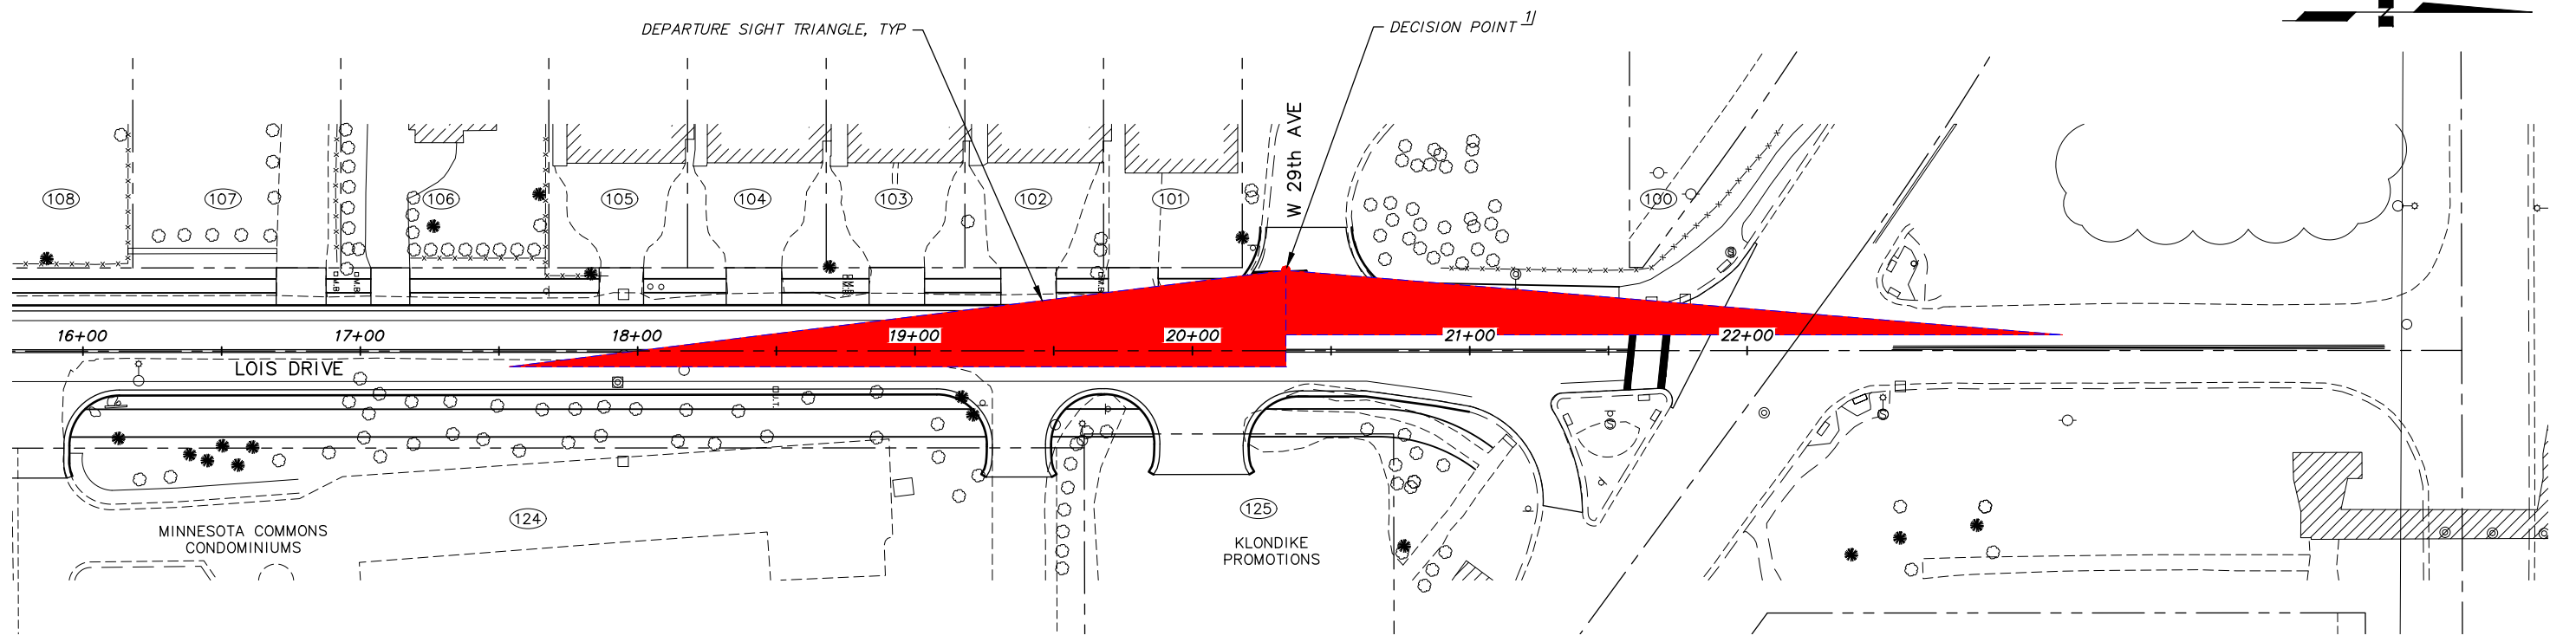 DEPARTURE SIGHT TRIANGLE, TYP
DECISION POINT 1/
N
W 29th AVE
108
107
106
105
104
103
102
101
100
16+00
17+00
18+00
19+00
20+00
21+00
22+00
LOIS DRIVE
124
125
MINNESOTA COMMONS
CONDOMINIUMS
KLONDIKE
PROMOTIONS